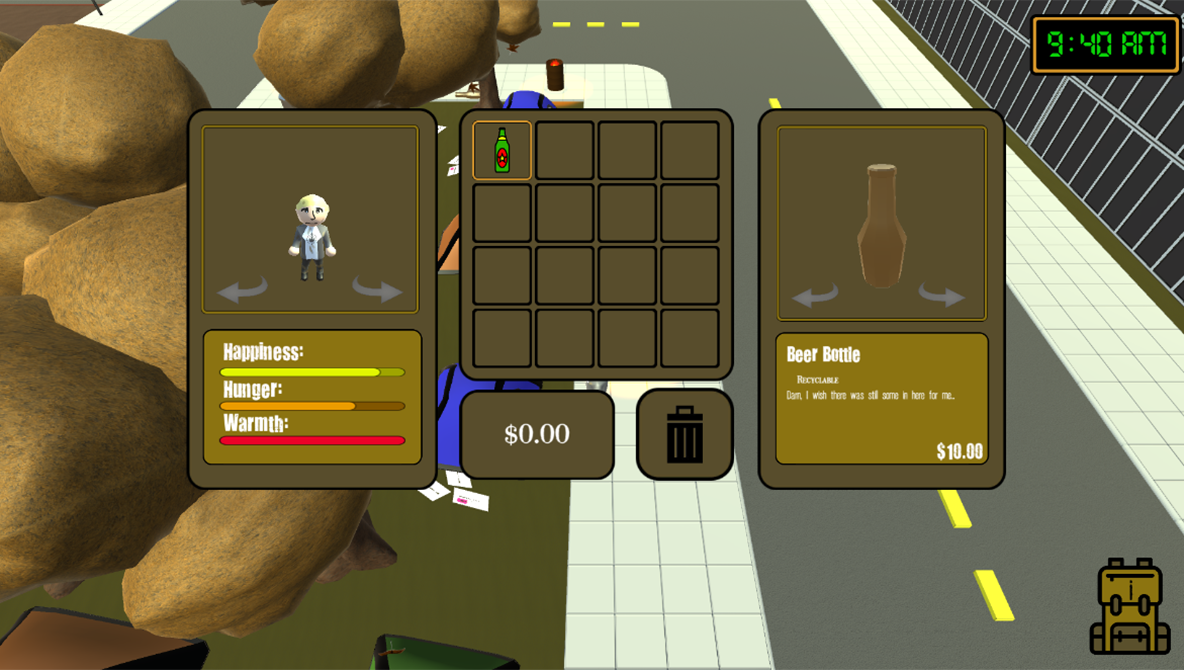 9:40 AM
Happiness:
Hunger:
Warmth:
$0.00
Beer Bottle
Recyclable
Dam, I wish there was still some in here for me..
$10.00
i